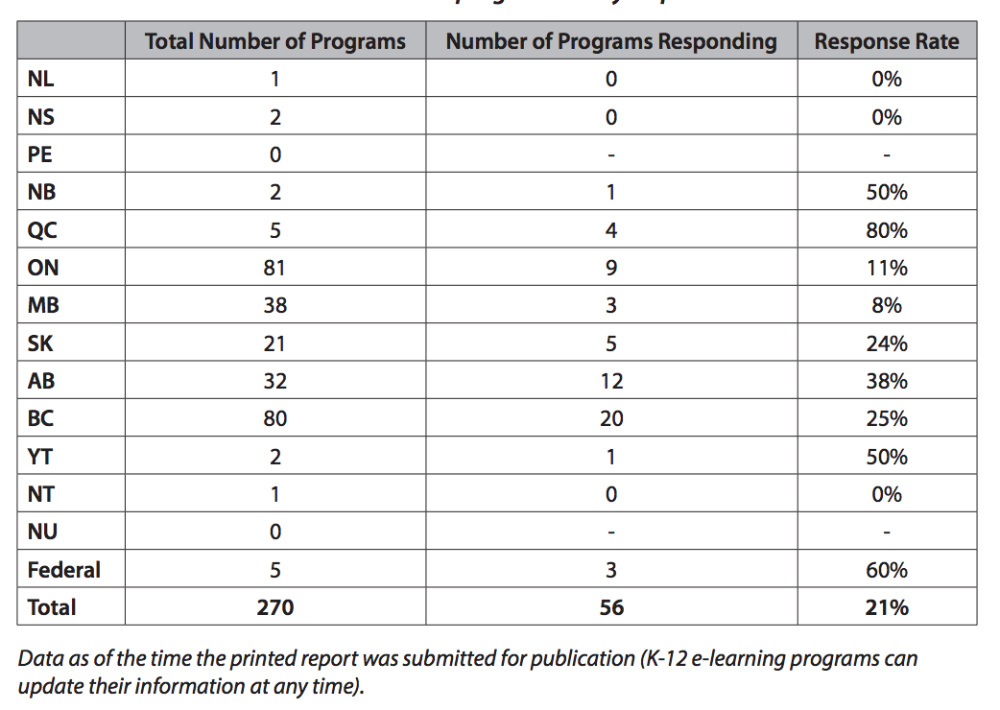 Total Number of Programs Number of Programs Responding Response Rate
NL 1 0 0%
NS 2 0 0%
PE 0 - -
NB 2 1 50%
QC 5 4 80%
ON 81 9 11%
MB 38 3 8%
SK 21 5 24%
AB 32 12 38%
BC 80 20 25%
YT 2 1 50%
NT 1 0 0%
NU 0 - -
Federal 5 3 60%
Total 270 56 21%
Data as of the time the printed report was submitted for publication (K-12 e-learning programs can
update their information at any time).